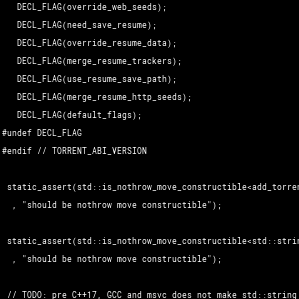 DECL_FLAG(override_web_seeds);
DECL_FLAG(need_save_resume);
DECL_FLAG(override_resume_data);
DECL_FLAG(merge_resume_trackers);
DECL_FLAG(use_resume_save_path);
DECL_FLAG(merge_resume_http_seeds);
DECL_FLAG(default_flags);
#undef DECL_FLAG
#endif // TORRENT_ABI_VERSION
static_assert(std::is_nothrow_move_constructible<add_torren
, "should be nothrow move constructible");
static_assert(std::is_nothrow_move_constructible<std::strin
, "should be nothrow move constructible");
// TODO: pre C++17, GCC and msvc does not make std::string